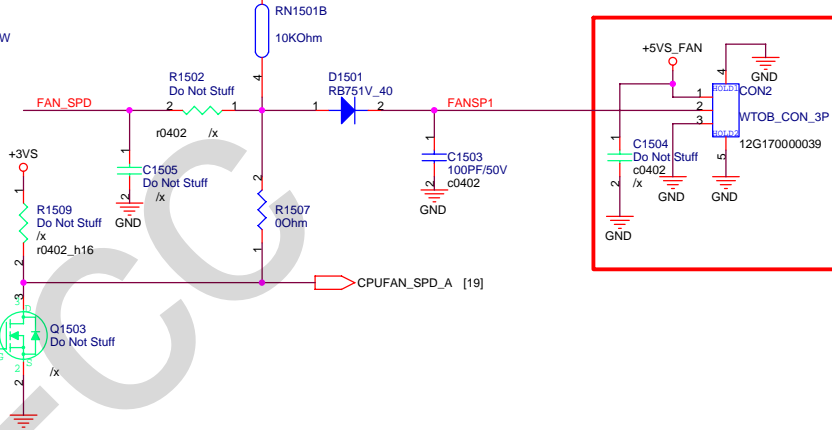 RN1501B
W
10KOhm
4
R1502
Do Not Stuff
FAN_SPD
2
1
r0402
/x
D1501
RB751V_40
1
2
FANSP1
+3VS
1
C1505
Do Not Stuff
2
/x
GND
1
R1509
Do Not Stuff
/x
r0402_h16
2
2
R1507
0Ohm
1
1
C1503
100PF/50V
2
c0402
GND
CPUFAN_SPD_A [19]
3
D
Q1503
Do Not Stuff
G
2
S
/x
2
+5VS_FAN
4
GND
HOLD1
CON2
1
2
3
WTOB_CON_3P
HOLD2
12G170000039
1
C1504
Do Not Stuff
c0402
/x
2
GND
GND
5
GND
CC